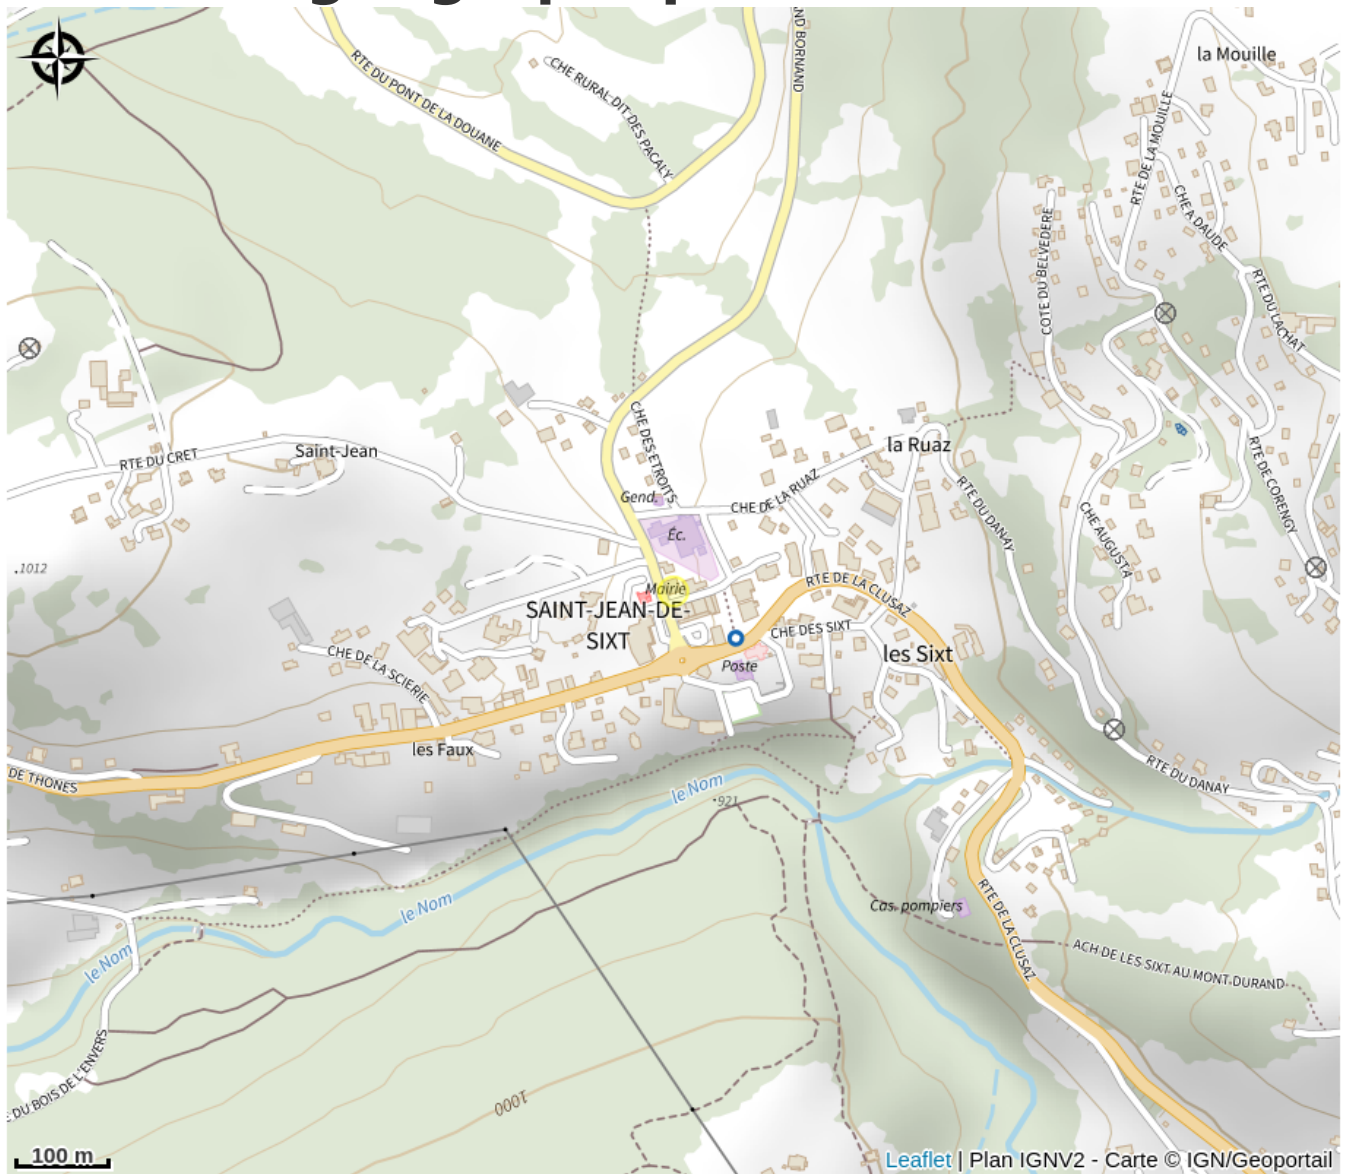 la Mouille
RTE DU PONT DE LA DOUANE
CHE RURAL DIT DES PACALY
ND BORNAND
RTE DE LA MOUILLE
CHE A DAUDE
COTE DU BELVEDERE
RTE DU LACHAT
RTE DU CRET
Saint-Jean
CHE DES ETROITS
la Ruaz
RTE DE CORENGY
Gend.
CHE DE LA RUAZ
RTE DU DANAY
CHE AUGUSTA
Éc.
1012
Mairie
RTE DE LA CLUSAZ
SAINT-JEAN-DE-
SIXT
CHE DES SIXT
les Sixt
Poste
CHE DE LA SCIERIE
les Faux
DE THONES
RTE DU DANAY
le Nom
921
le Nom
Cas. pompiers
RTE DE LA CLUSAZ
le Nom
ACH DE LES SIXT AU MONT DURAND
E DU BOIS DE L'ENVERS
1000
100 m
Leaflet | Plan IGNV2 - Carte © IGN/Geoportail